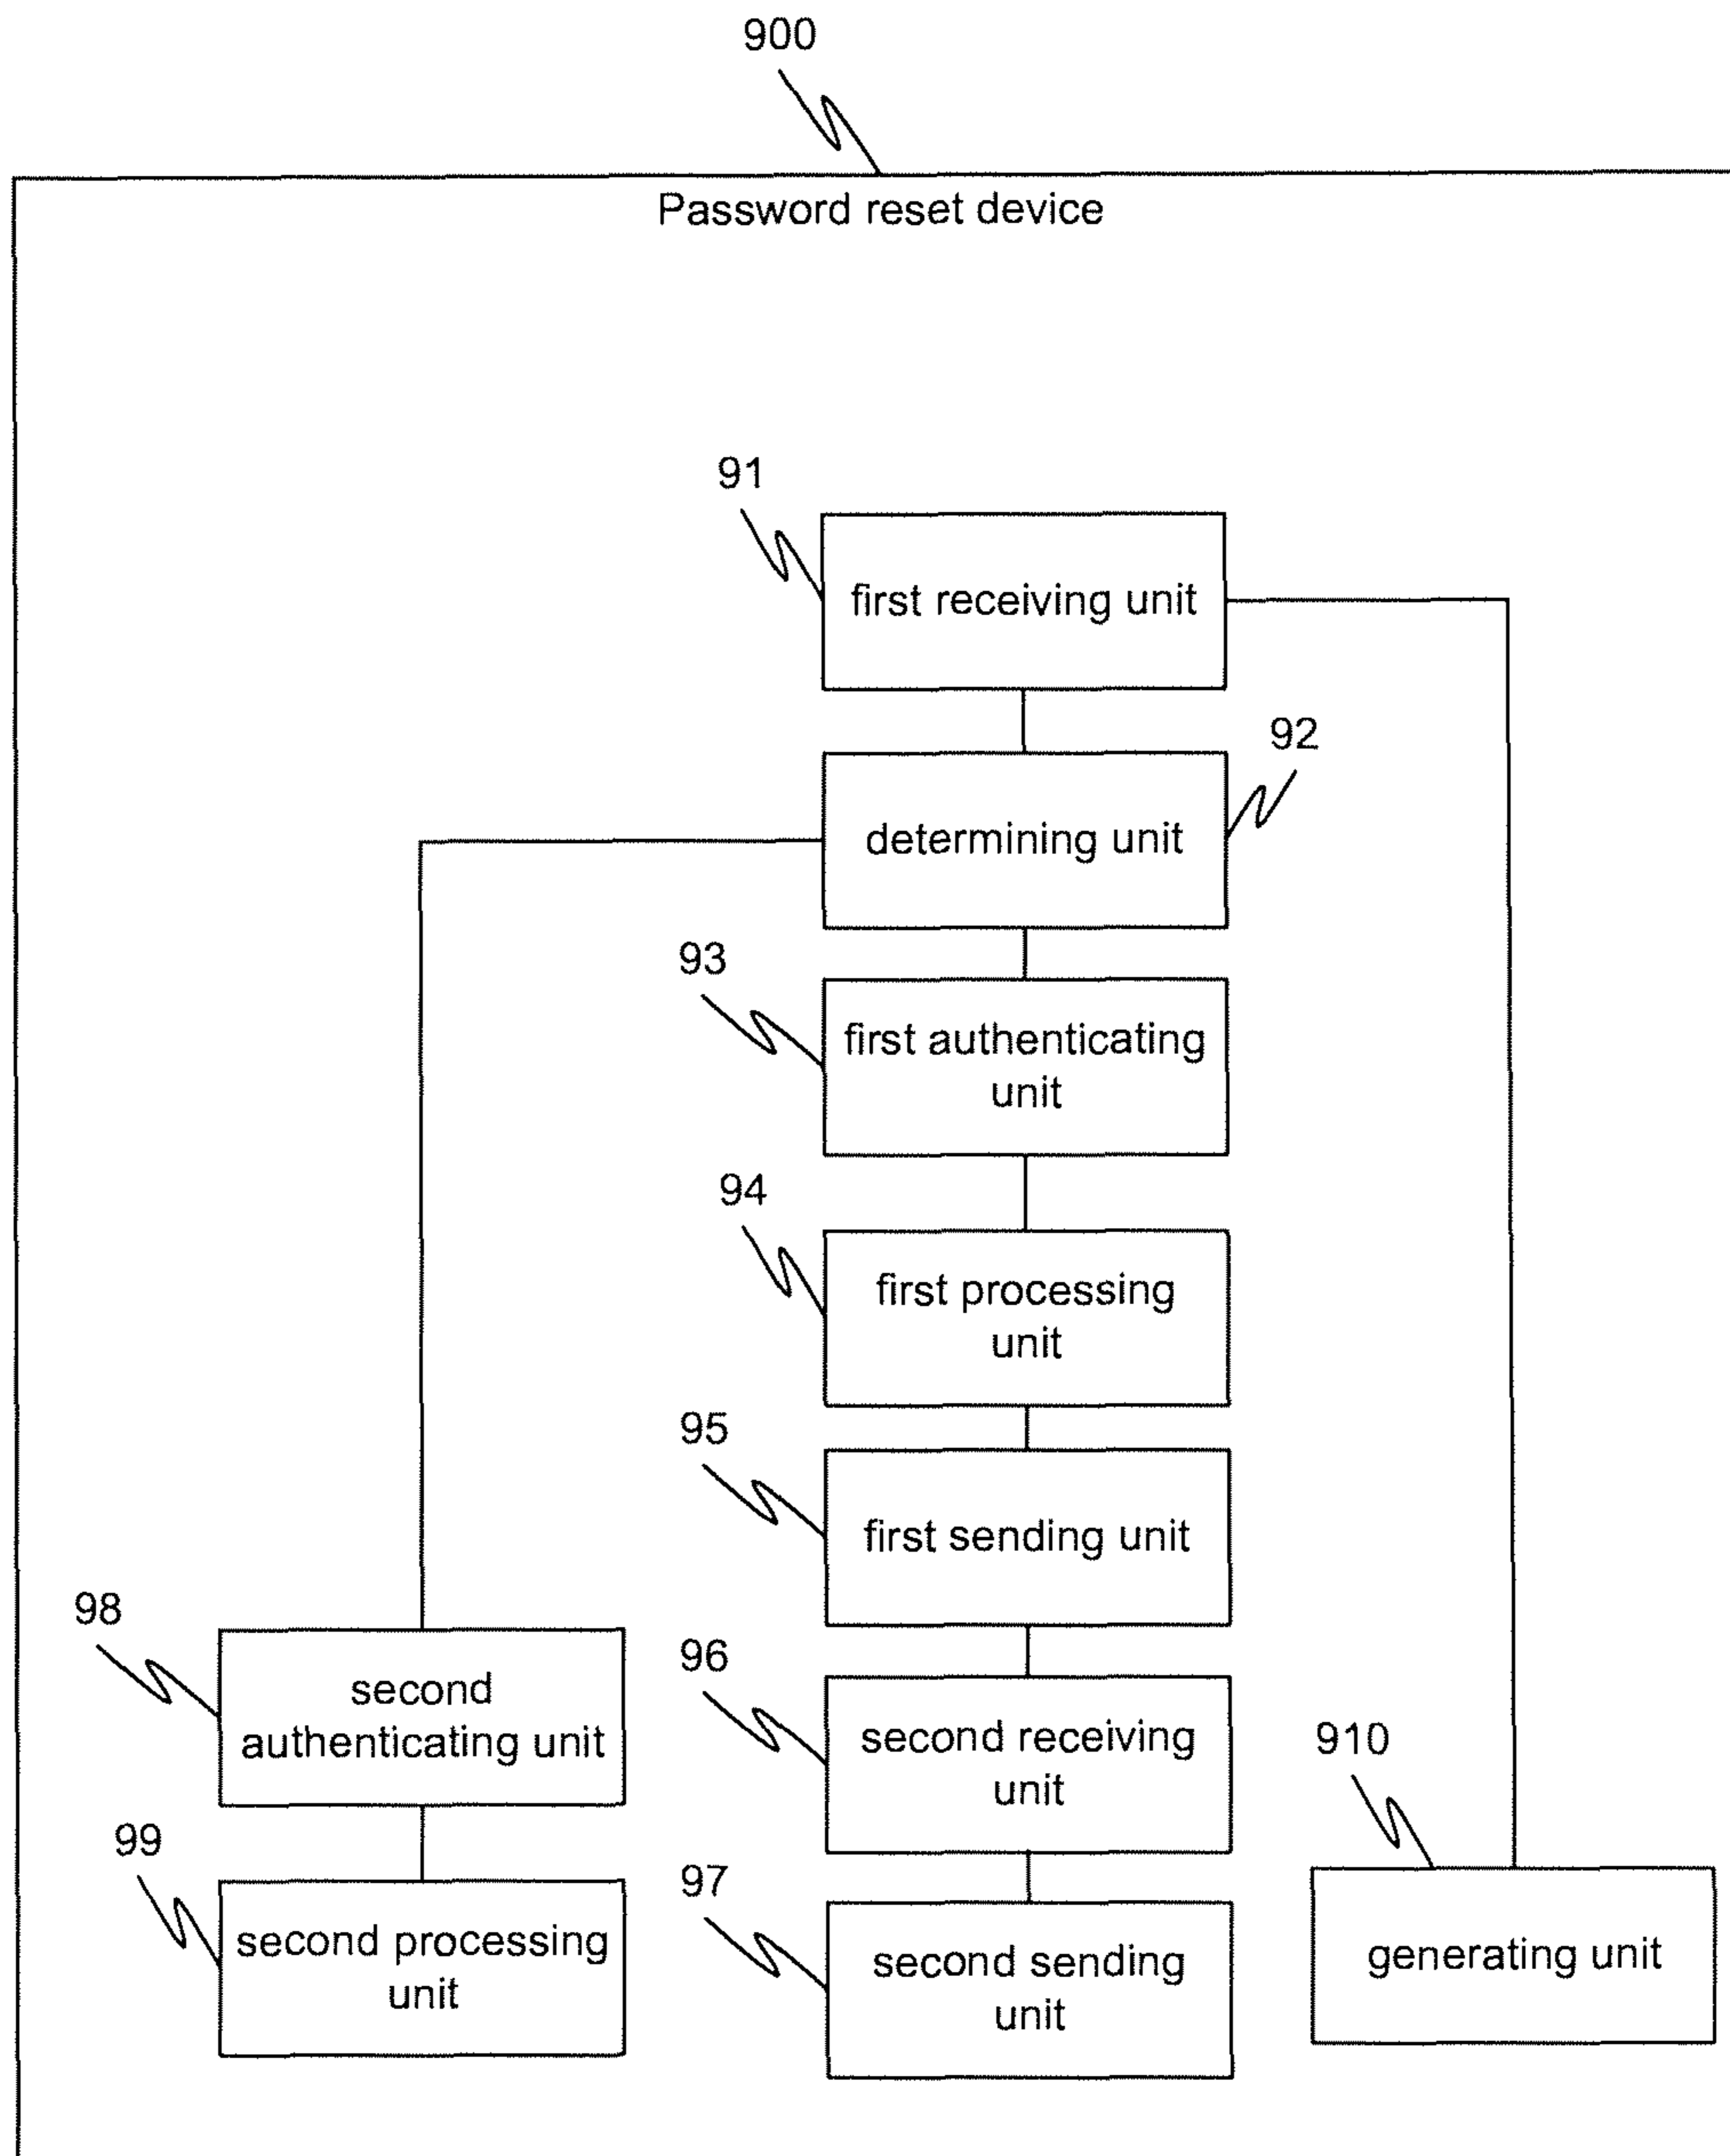 900
Password reset device
91
first receiving unit
92
determining unit
93
first authenticating
unit
94
first processing
unit
95
first sending unit
98
second
authenticating unit
96
second receiving
unit
910
99
second processing
unit
97
second sending
unit
generating unit